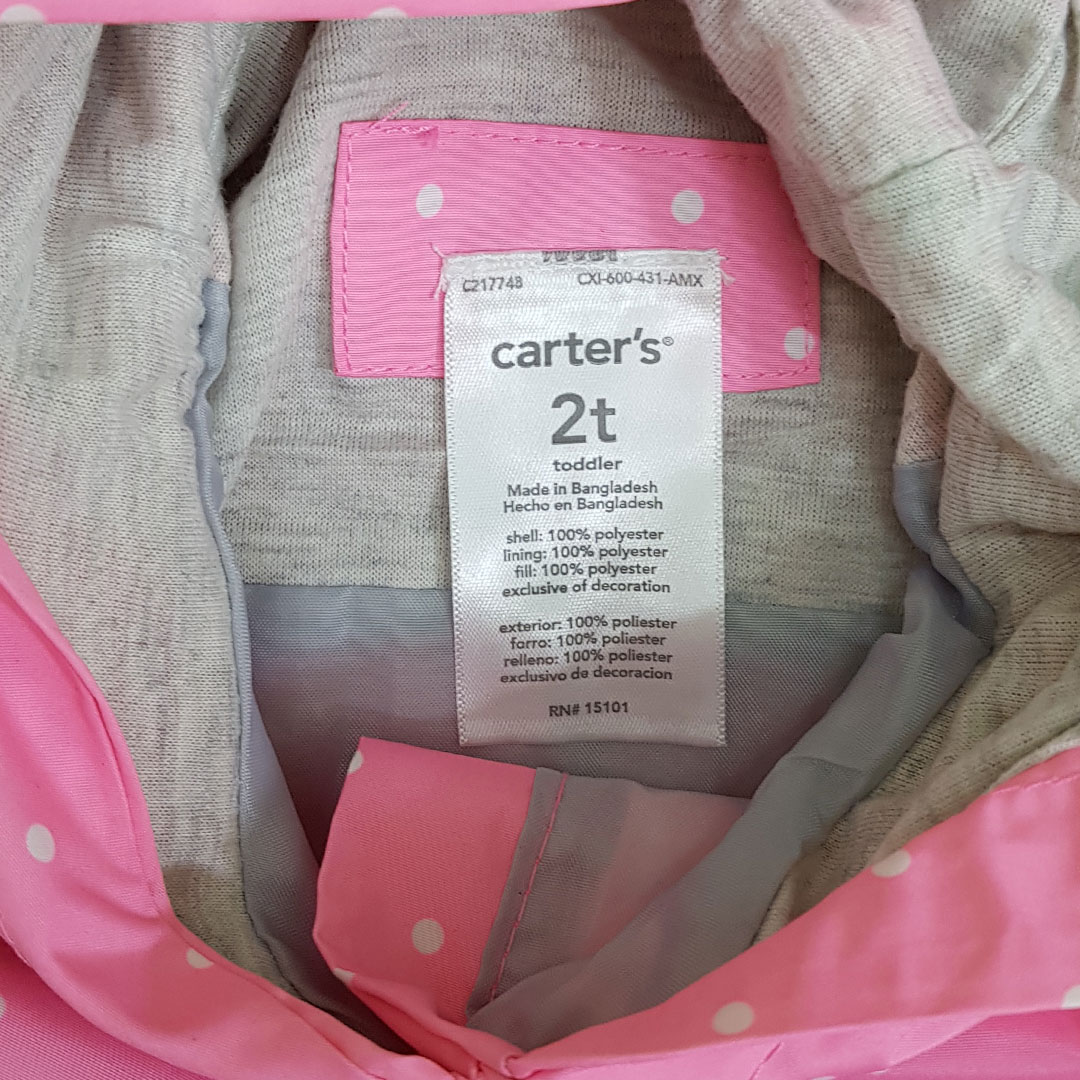 C217748 CXI-600-431-AMX
carter's®
2t
toddler
Made in Bangladesh
Hecho en Bangladesh
shell: 100% polyester
lining: 100% polyester
fill: 100% polyester
exclusive of decoration
exterior: 100% poliester
forro: 100% poliester
relleno: 100% poliester
exclusivo de decoracion
RN# 15101